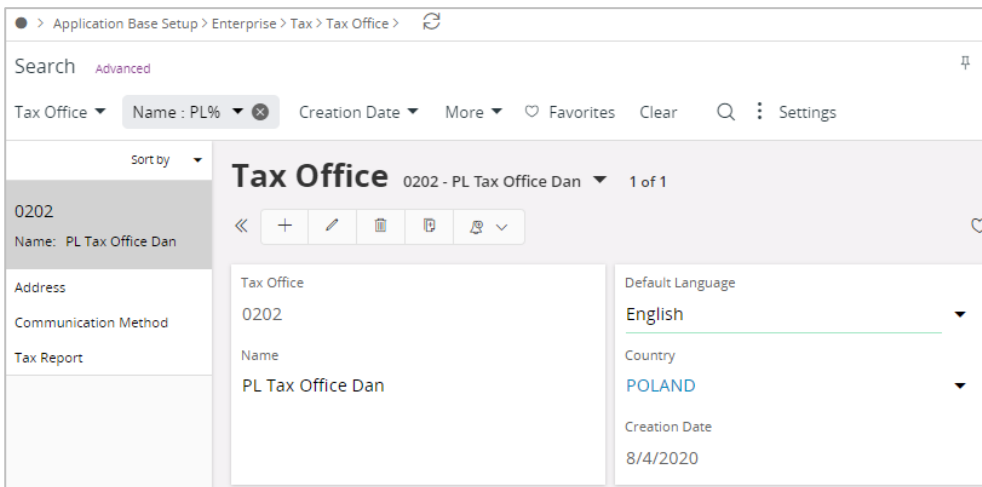 Application Base Setup > Enterprise > Tax > Tax Office >
Search Advanced
Tax Office Name : PL% Creation Date More Favorites Clear Settings
Sort by
0202
Name: PL Tax Office Dan
Address
Communication Method
Tax Report
Tax Office 0202 - PL Tax Office Dan 1 of 1
Tax Office
0202
Name
PL Tax Office Dan
Default Language
English
Country
POLAND
Creation Date
8/4/2020